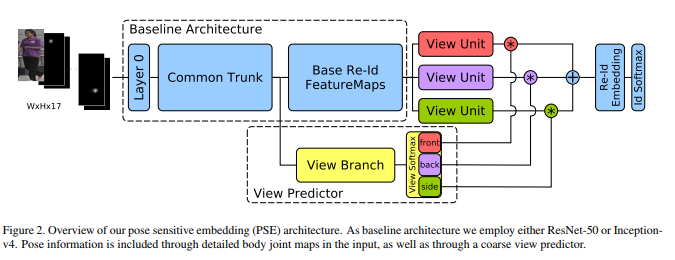 Baseline Architecture
WxHx17
Layer 0
Common Trunk
Base Re-Id
FeatureMaps
View Unit
View Unit
View Unit
*
*
*
+
Re-Id
Embedding
Id Softmax
View Branch
View Softmax
front
back
side
View Predictor
Figure 2. Overview of our pose sensitive embedding (PSE) architecture. As baseline architecture we employ either ResNet-50 or Inception-
v4. Pose information is included through detailed body joint maps in the input, as well as through a coarse view predictor.